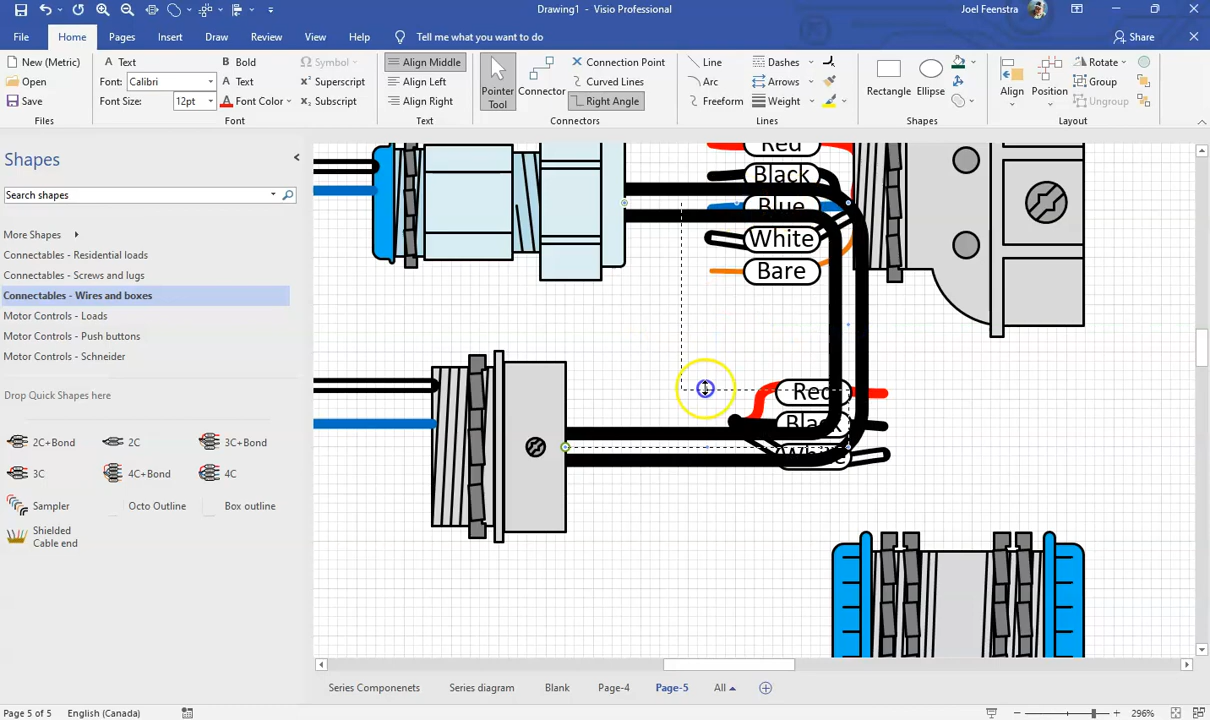 Drawing1 - Visio Professional
Joel Feenstra
File Home Pages Insert Draw Review View Help Tell me what you want to do
Share
New (Metric)
Open
Save
Files
Text
Font: Calibri
Font Size: 12pt.
Bold
Text
Font Color
Symbol
Superscript
Subscript
Font
Align Middle
Align Left
Align Right
Text
Pointer Tool
Connector
Connection Point
Curved Lines
Right Angle
Connectors
Line
Arc
Freeform
Dashes
Arrows
Weight
Lines
Rectangle
Ellipse
Shapes
Align
Position
Rotate
Group
Ungroup
Layout
Shapes
Search shapes
More Shapes
Connectables - Residential loads
Connectables - Screws and lugs
Connectables - Wires and boxes
Motor Controls - Loads
Motor Controls - Push buttons
Motor Controls - Schneider
Drop Quick Shapes here
2C+Bond 2C 3C+Bond
3C 4C+Bond 4C
Sampler Octo Outline Box outline
Shielded Cable end
Red
Black
Blue
White
Bare
Red
Black
White
Series Componenets Series diagram Blank Page-4 Page-5 All
Page 5 of 5 English (Canada) 296%